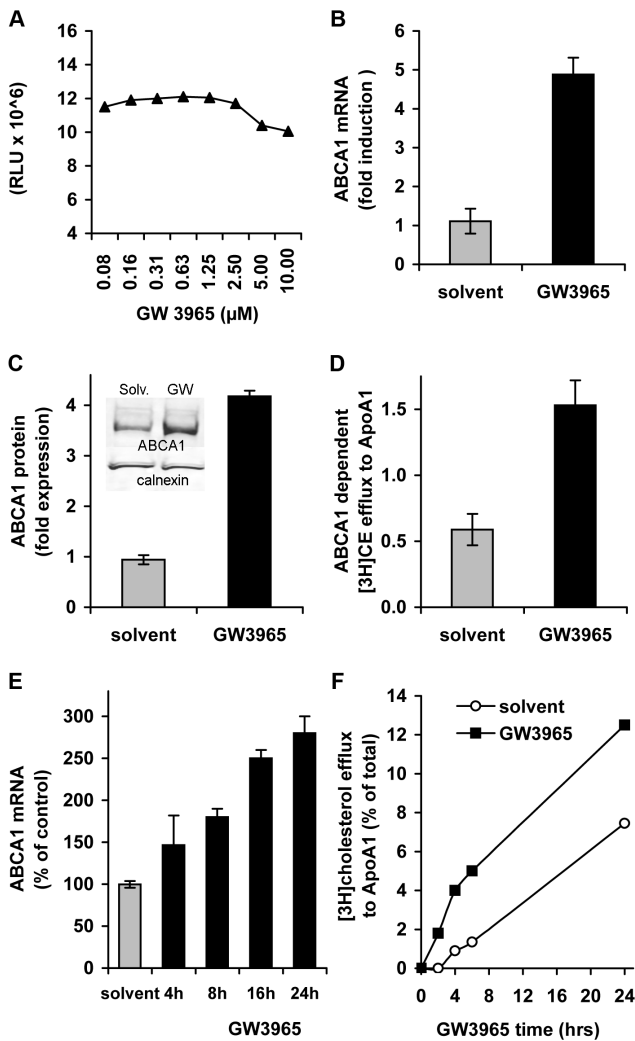 A
(RLU x 10^6)
16
14
12
10
8
6
4
0.08
0.16
0.31
0.63
1.25
2.50
5.00
10.00
GW 3965 (µM)
B
ABCA1 mRNA
(fold induction )
6
5
4
3
2
1
0
solvent
GW3965
C
ABCA1 protein
(fold expression)
4
3
2
1
0
Solv. GW
ABCA1
calnexin
solvent
GW3965
D
ABCA1 dependent
[3H]CE efflux to ApoA1
1.5
1.0
0.5
0.0
solvent
GW3965
E
ABCA1 mRNA
(% of control)
300
250
200
150
100
50
0
solvent 4h 8h 16h 24h
GW3965
F
[3H]cholesterol efflux
to ApoA1 (% of total)
14
12
10
8
6
4
2
0
solvent
GW3965
0 4 8 12 16 20 24
GW3965 time (hrs)